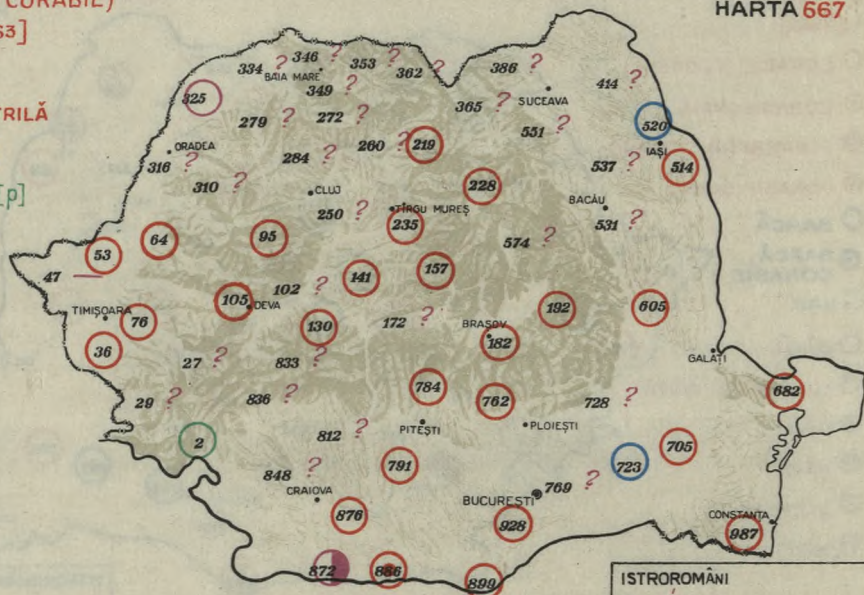 CORABIE)
HARTA 667
S3]
TRILĂ
[p]
334 ? 346 ? 353 ? 362 ? 386 ? 414 ?
BAIA MARE
325 349 ? 365 ? SUCEAVA
279 ? 272 ? 551 ? 520
ORADEA 260 ? 219 IAȘI
316 ? 284 ? 537 ? 514
310 ? CLUJ 228 BACĂU
250 ? TÎRGU MUREȘ 531 ?
53 64 95 235 574 ?
47 141 157
105 DEVA 102 ?
TIMIȘOARA 76 130 172 ? 192 605
BRAȘOV
36 182
27 ? 833 ? GALAȚI
29 ? 836 ? 784 762 728 ? 682
2 812 ? PITEȘTI PLOIEȘTI
791 705
848 ? 723
CRAIOVA BUCUREȘTI 769 ?
876 928 CONSTANȚA
987
872 886 899
ISTROROMÂNI